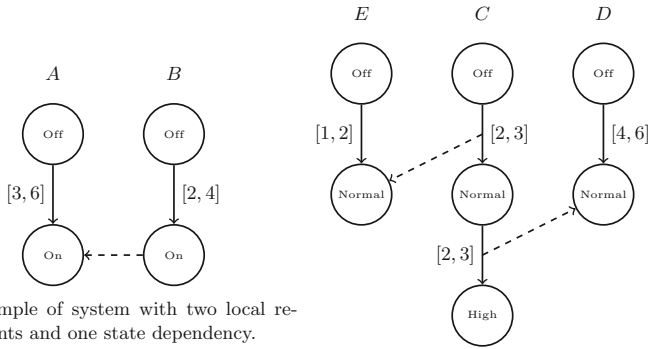 E C D
A B
Off Off Off
Off Off
[1, 2] [2, 3] [4, 6]
[3, 6] [2, 4]
Normal Normal Normal
On On
[2, 3]
mple of system with two local re-
nts and one state dependency.
High